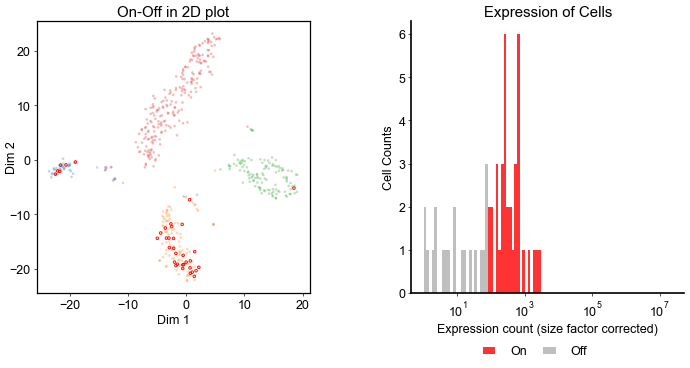 On-Off in 2D plot
Dim 2
20
10
0
−10
−20
−20 −10 0 10 20
Dim 1
Expression of Cells
Cell Counts
6
5
4
3
2
1
0
10^1 10^3 10^5 10^7
Expression count (size factor corrected)
On Off